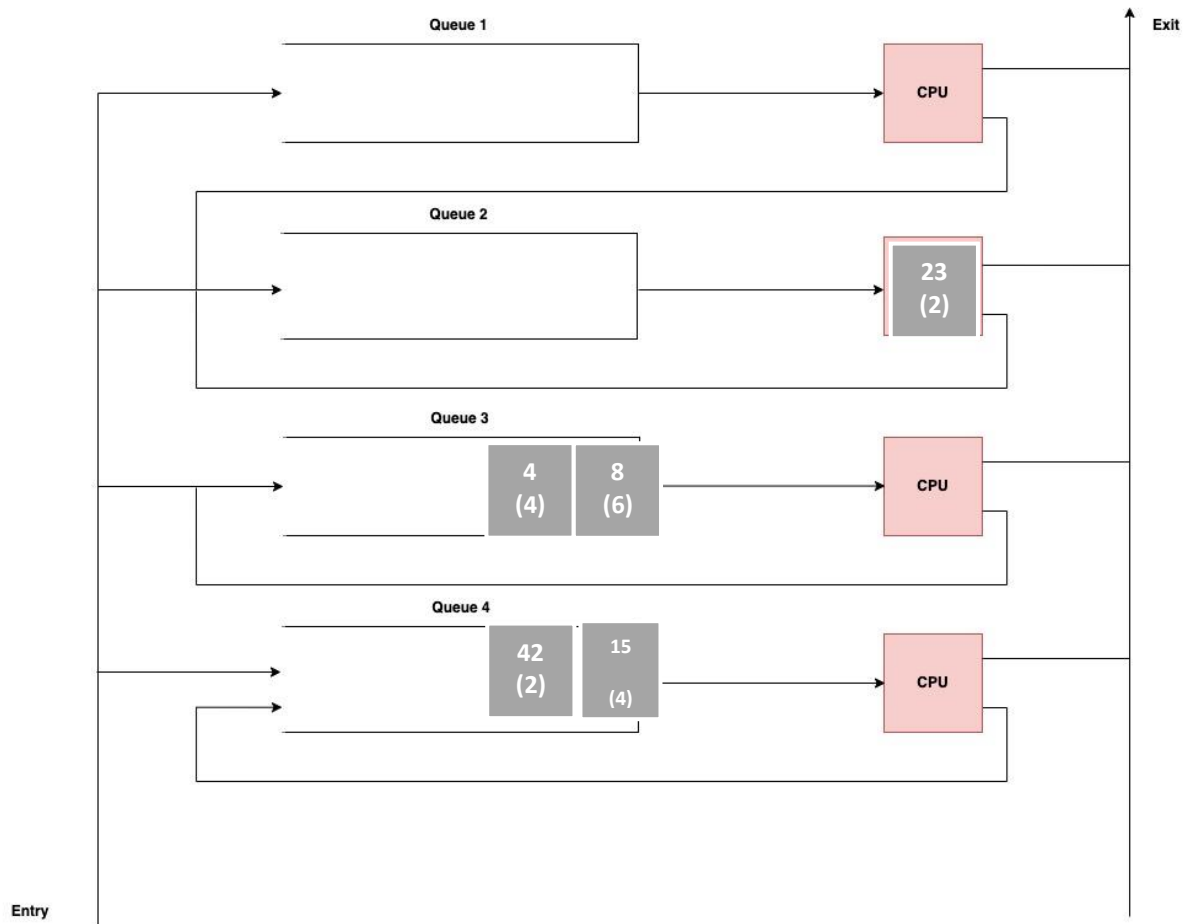 Queue 1
Exit
CPU
Queue 2
23
(2)
Queue 3
4
(4)
8
(6)
CPU
Queue 4
42
(2)
15
(4)
CPU
Entry